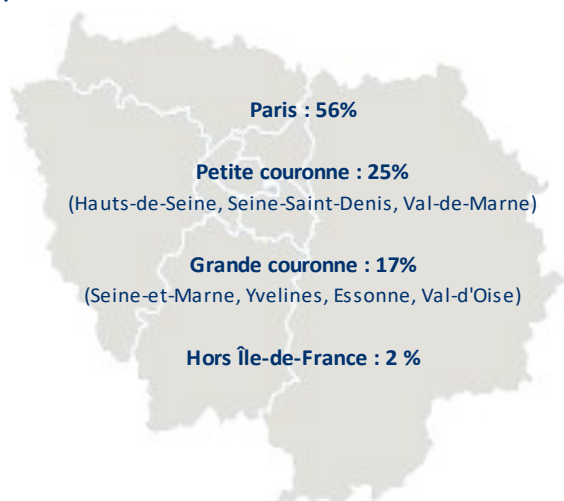 Paris : 56%
Petite couronne : 25%
(Hauts-de-Seine, Seine-Saint-Denis, Val-de-Marne)
Grande couronne : 17%
(Seine-et-Marne, Yvelines, Essonne, Val-d'Oise)
Hors Île-de-France : 2 %